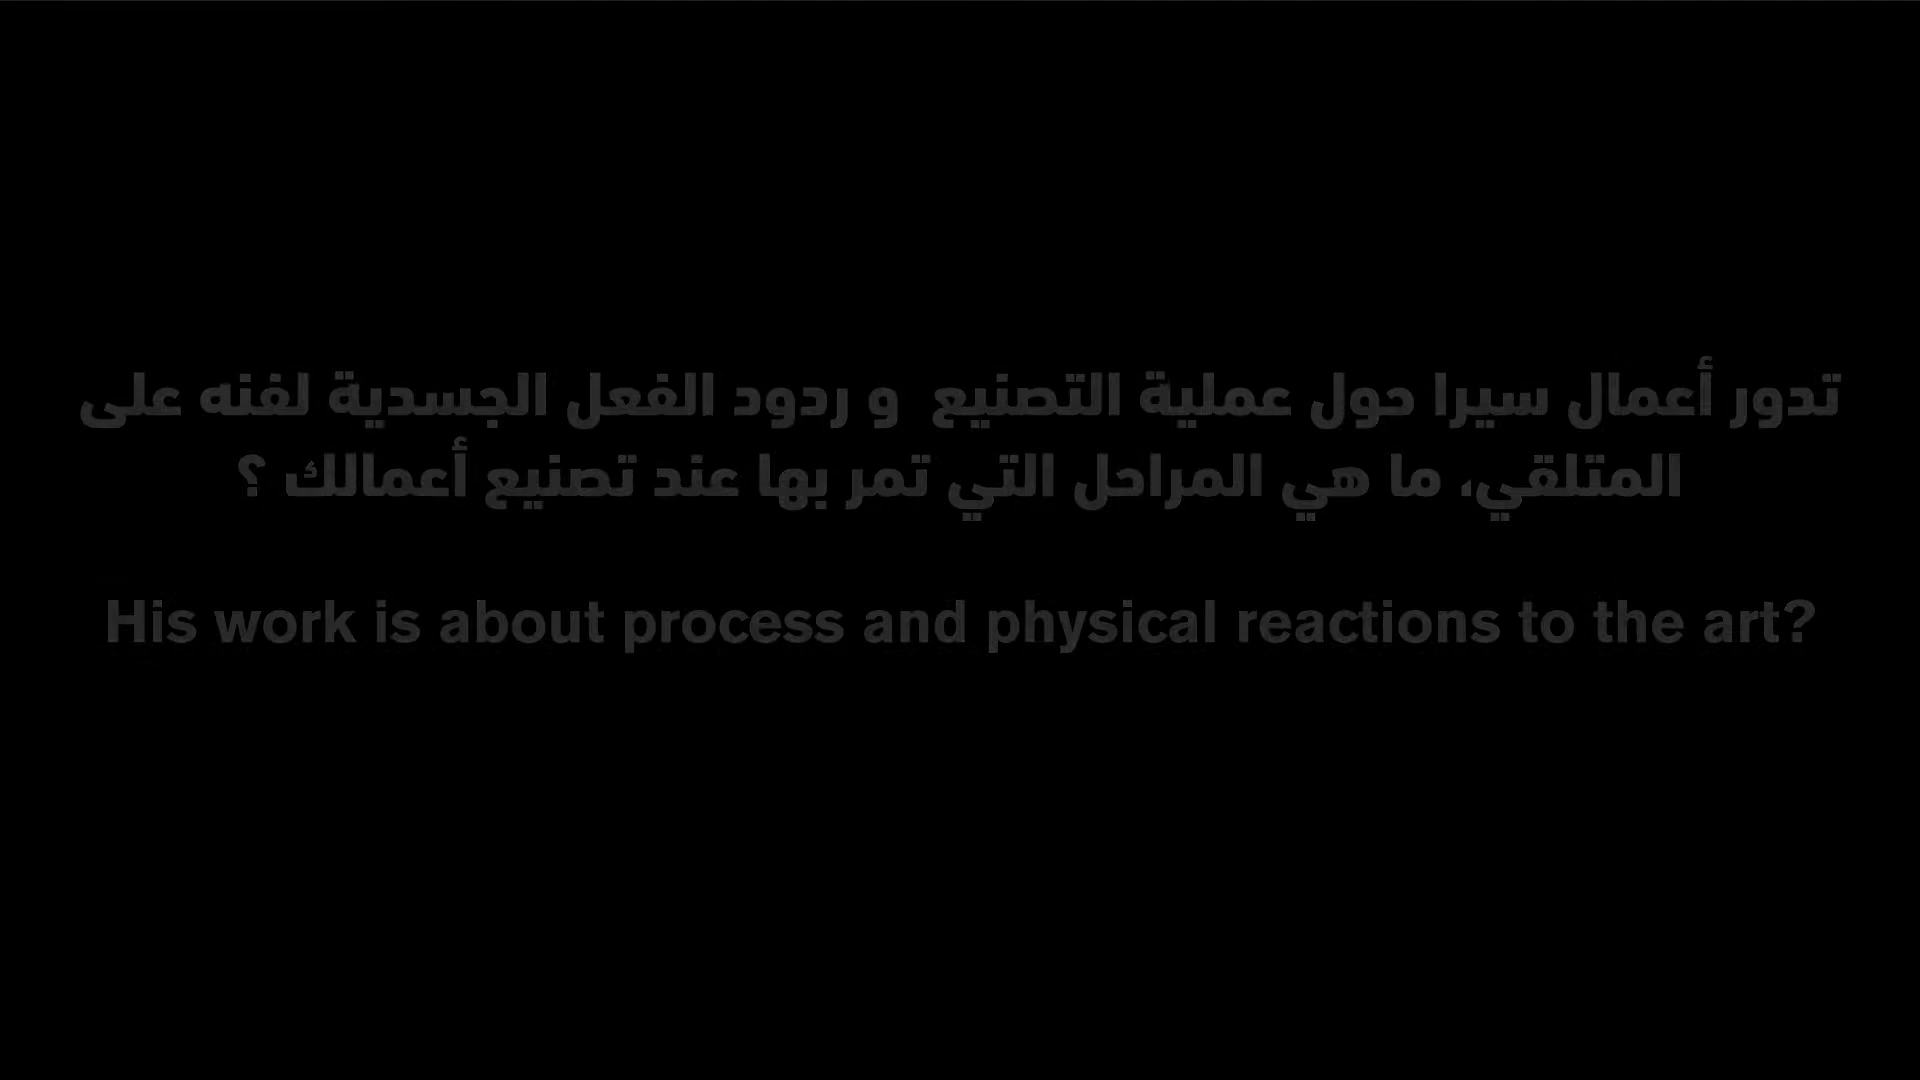 تدور أعمال سيرا حول عملية التصنيع و ردود الفعل الجسدية لفنه على
المتلقي، ما هي المراحل التي تمر بها عند تصنيع أعمالك ؟
His work is about process and physical reactions to the art?